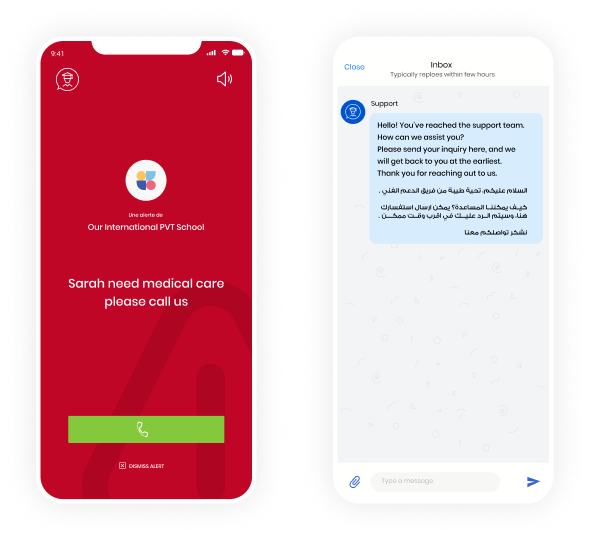 9:41
Une alerte de
Our International PVT School
Sarah need medical care
please call us
DISMISS ALERT
Close
Inbox
Typically reploes within few hours
Support
Hello! You've reached the support team.
How can we assist you?
Please send your inquiry here, and we
will get back to you at the earliest.
Thank you for reaching out to us.
السلام عليكم، تحية طيبة من فريق الدعم الفني .
كيف يمكننا المساعدة؟ يمكن ارسال استفسارك
هنا، وسيتم الرد عليك في اقرب وقت ممكن .
نشكر تواصلكم معنا
Type a message